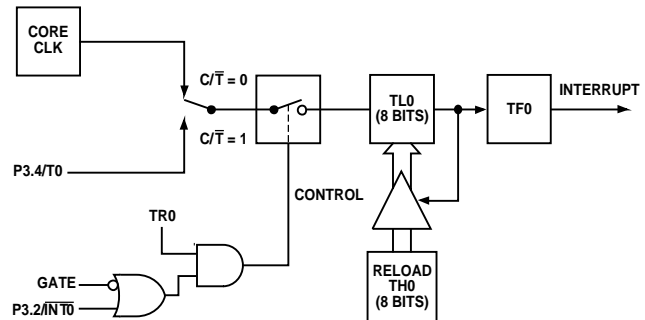 CORE
CLK
C/T̅ = 0
C/T̅ = 1
TL0
(8 BITS)
TF0
INTERRUPT
P3.4/T0
CONTROL
TR0
GATE
P3.2/I̅N̅T̅0̅
RELOAD
TH0
(8 BITS)